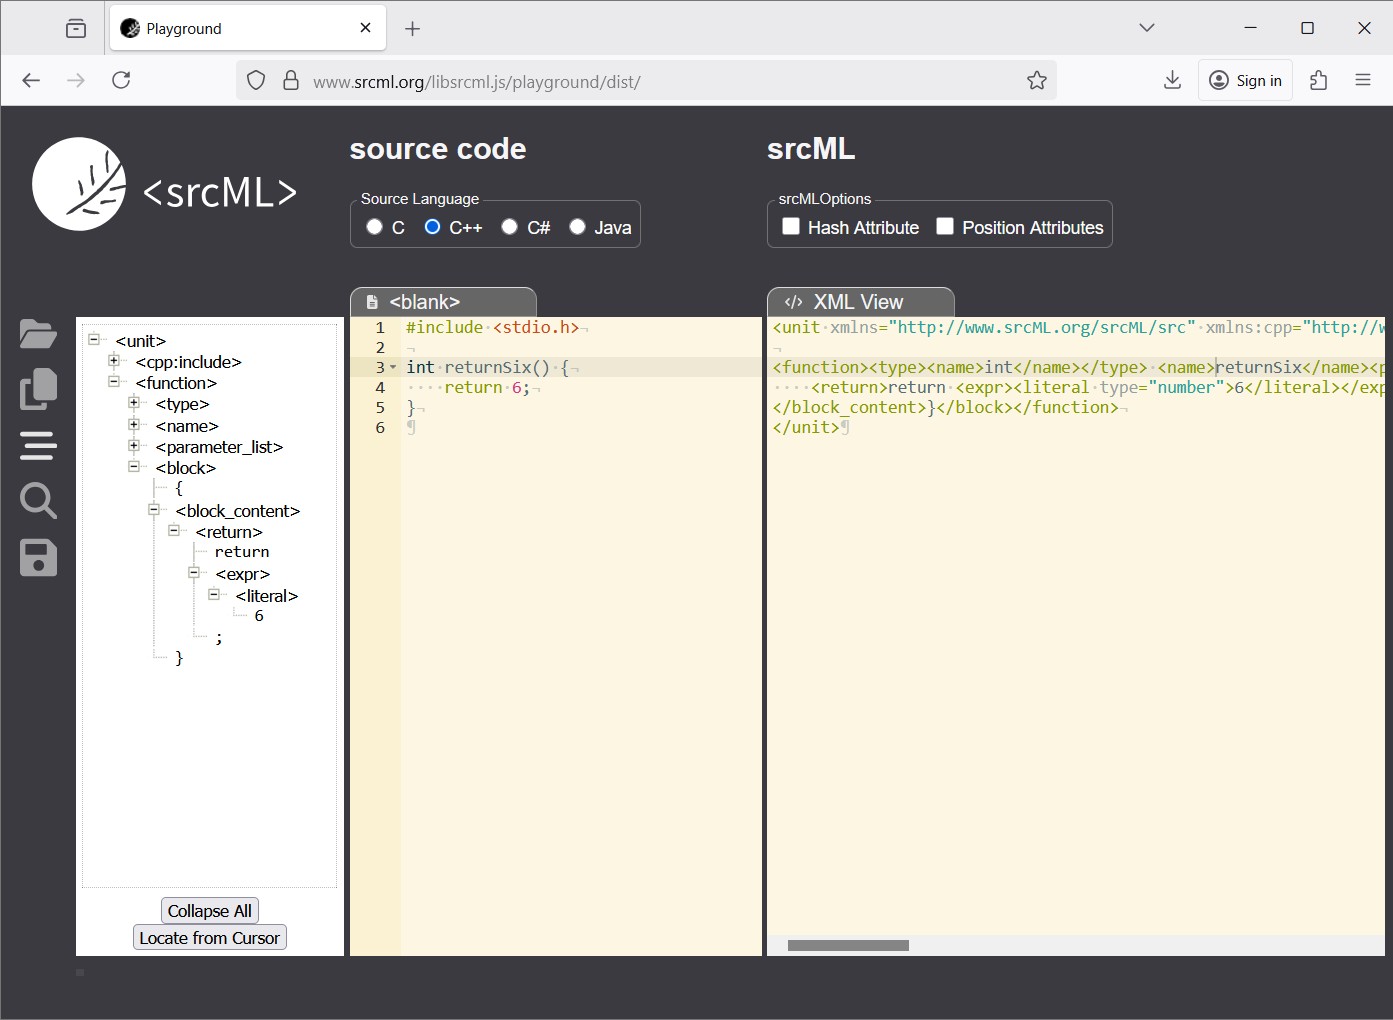 Playground
www.srcml.org/libsrcml.js/playground/dist/
Sign in
<srcML>
source code
Source Language
C
C++
C#
Java
srcML
srcMLOptions
Hash Attribute
Position Attributes
<unit>
<cpp:include>
<function>
<type>
<name>
<parameter_list>
<block>
{
<block_content>
<return>
return
<expr>
<literal>
6
;
}
Collapse All
Locate from Cursor
<blank>
1 #include·<stdio.h>¬
2 ¬
3 int·returnSix()·{¬
4 ····return·6;¬
5 }¬
6 ¶
XML View
<unit·xmlns="http://www.srcML.org/srcML/src"·xmlns:cpp="http://w
¬
<function><type><name>int</name></type>·<name>returnSix</name><p
····<return>return·<expr><literal·type="number">6</literal></exp
</block_content>}</block></function>¬
</unit>¶